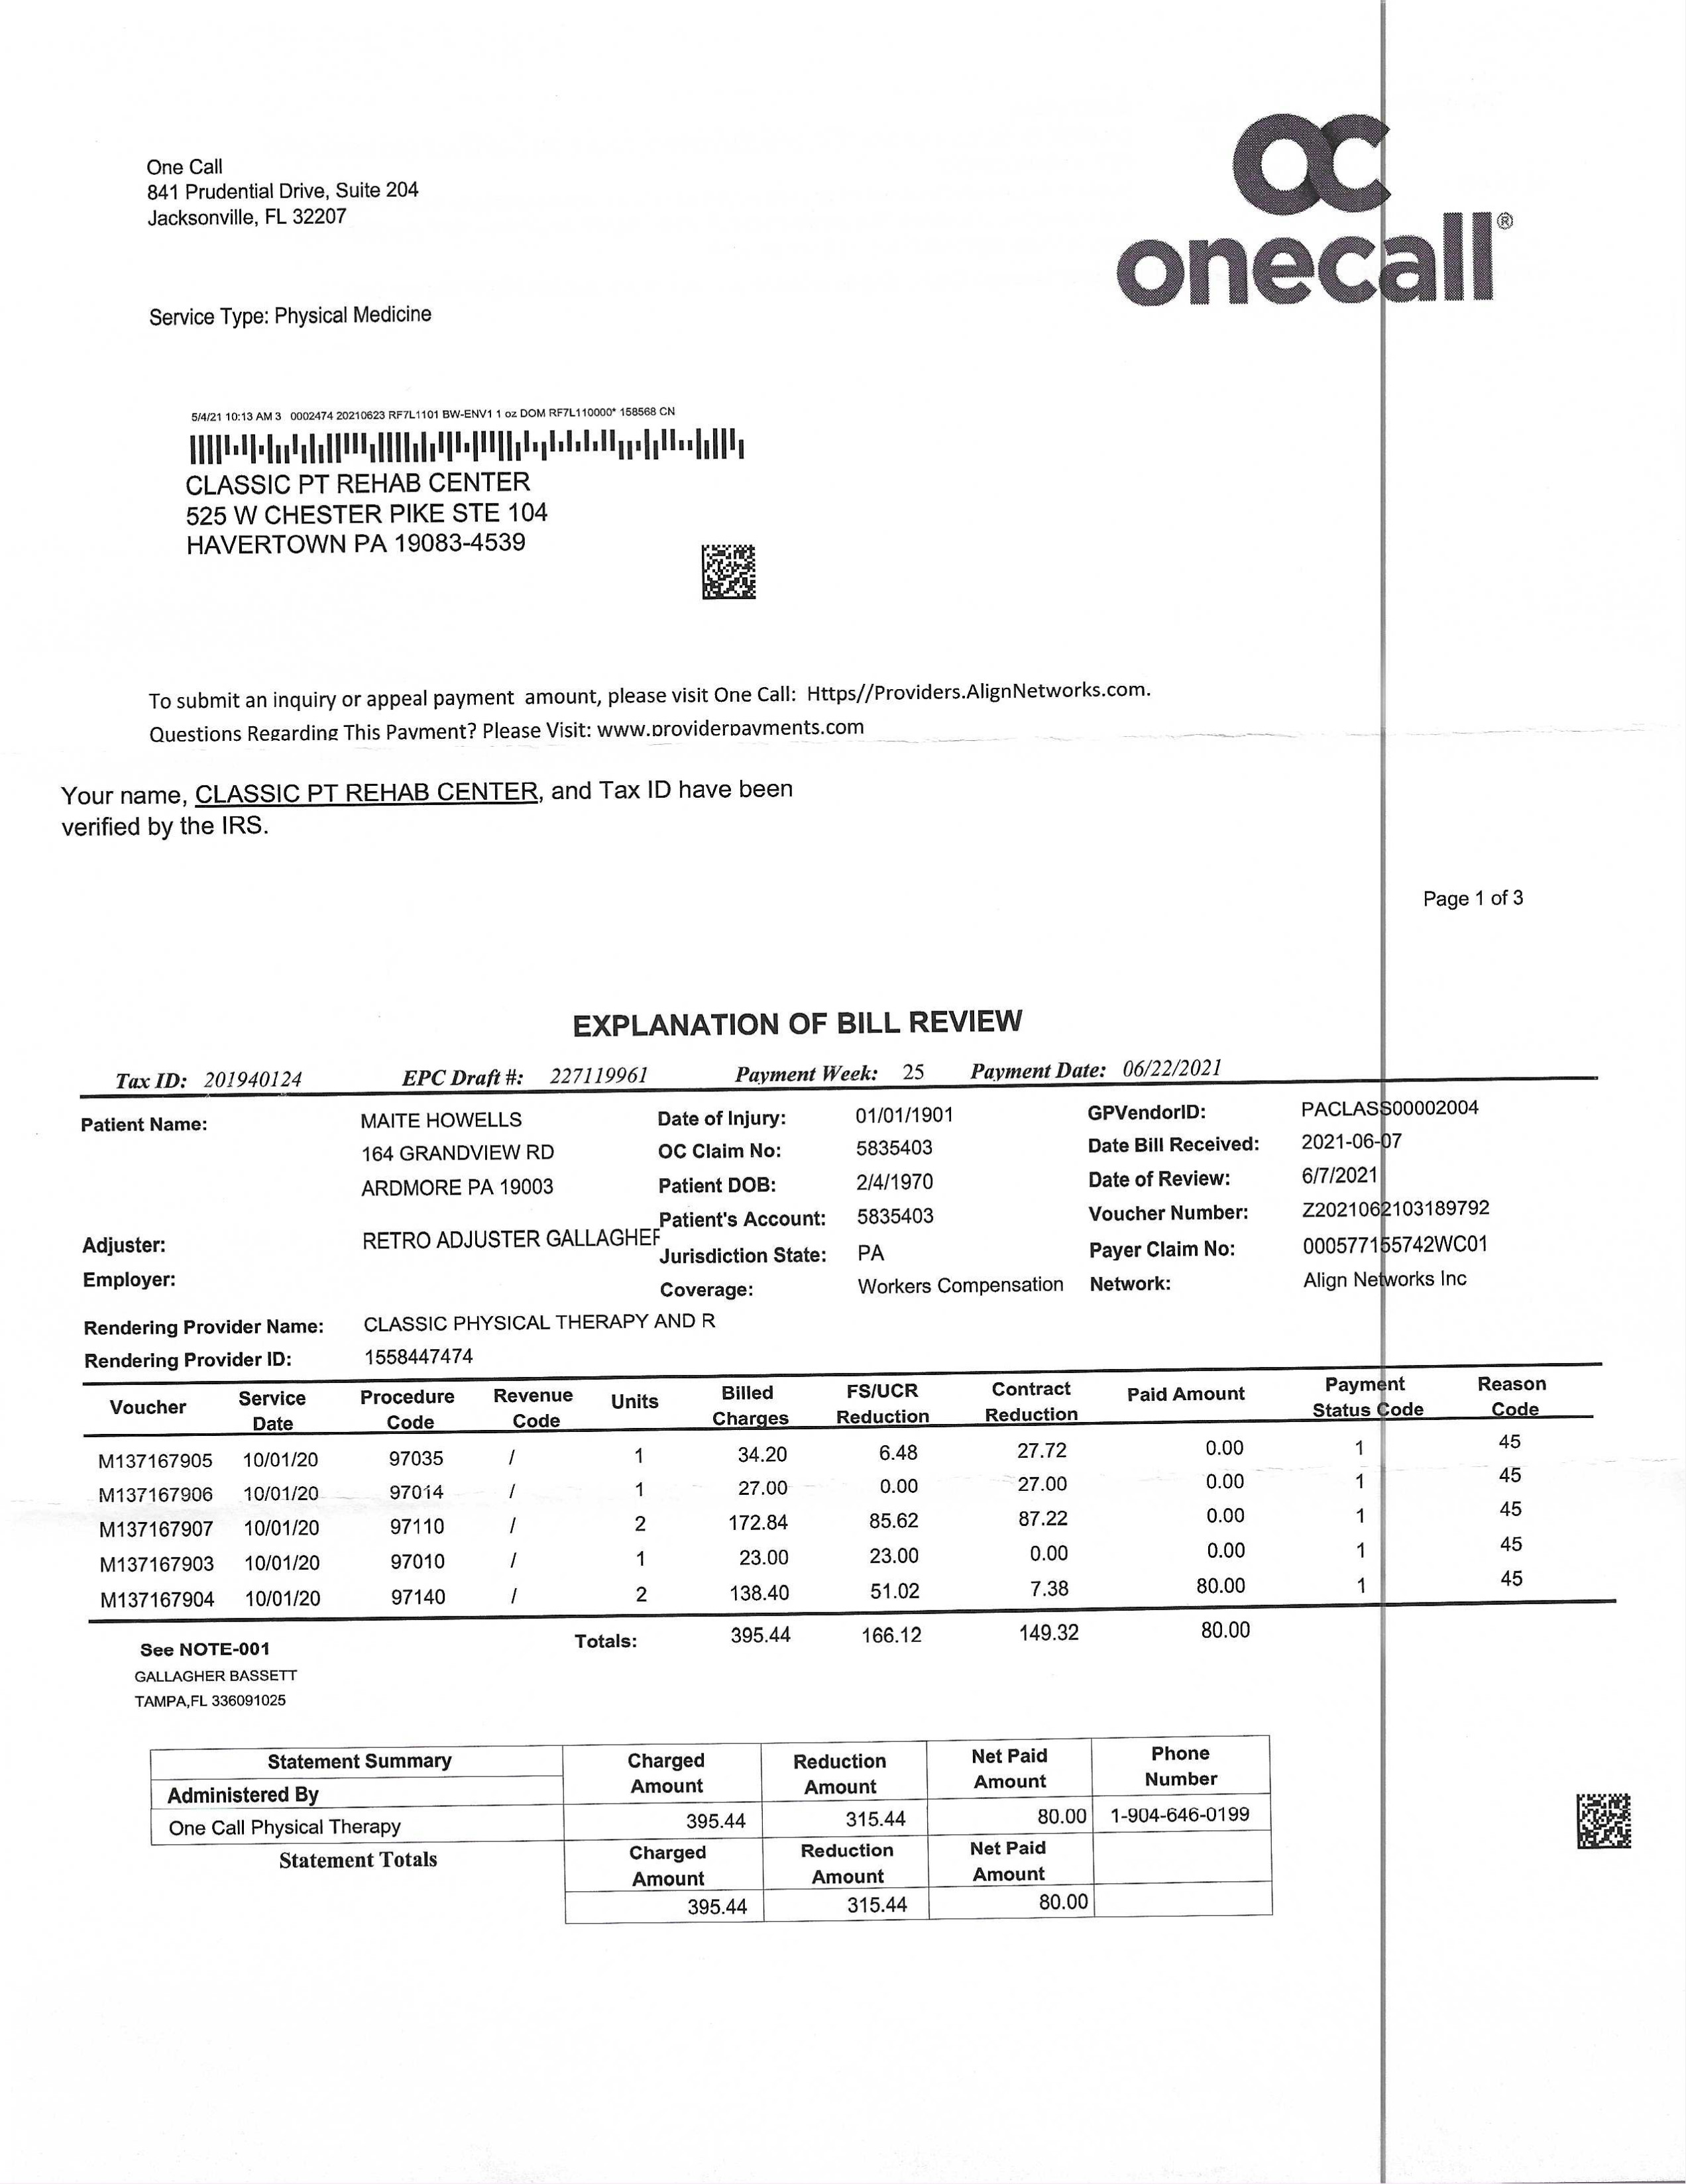 One Call
841 Prudential Drive, Suite 204
Jacksonville, FL 32207
OC
onecall®
Service Type: Physical Medicine
5/4/21 10:13 AM 3 0002474 20210623 RF7L1101 BW-ENV1 1 oz DOM RF7L110000* 158568 CN
CLASSIC PT REHAB CENTER
525 W CHESTER PIKE STE 104
HAVERTOWN PA 19083-4539
To submit an inquiry or appeal payment amount, please visit One Call: Https//Providers.AlignNetworks.com.
Questions Regarding This Payment? Please Visit: www.providerpayments.com
Your name, CLASSIC PT REHAB CENTER, and Tax ID have been
verified by the IRS.
Page 1 of 3
EXPLANATION OF BILL REVIEW
Tax ID: 201940124 EPC Draft #: 227119961 Payment Week: 25 Payment Date: 06/22/2021
Patient Name: MAITE HOWELLS Date of Injury: 01/01/1901 GPVendorID: PACLASS00002004
164 GRANDVIEW RD OC Claim No: 5835403 Date Bill Received: 2021-06-07
ARDMORE PA 19003 Patient DOB: 2/4/1970 Date of Review: 6/7/2021
Patient's Account: 5835403 Voucher Number: Z2021062103189792
Adjuster: RETRO ADJUSTER GALLAGHER Jurisdiction State: PA Payer Claim No: 000577155742WC01
Employer: Coverage: Workers Compensation Network: Align Networks Inc
Rendering Provider Name: CLASSIC PHYSICAL THERAPY AND R
Rendering Provider ID: 1558447474
Voucher Service Procedure Revenue Units Billed FS/UCR Contract Paid Amount Payment Reason
Date Code Code Charges Reduction Reduction Status Code Code
M137167905 10/01/20 97035 / 1 34.20 6.48 27.72 0.00 1 45
M137167906 10/01/20 97014 / 1 27.00 0.00 27.00 0.00 1 45
M137167907 10/01/20 97110 / 2 172.84 85.62 87.22 0.00 1 45
M137167903 10/01/20 97010 / 1 23.00 23.00 0.00 0.00 1 45
M137167904 10/01/20 97140 / 2 138.40 51.02 7.38 80.00 1 45
See NOTE-001 Totals: 395.44 166.12 149.32 80.00
GALLAGHER BASSETT
TAMPA,FL 336091025
Statement Summary Charged Reduction Net Paid Phone
Administered By Amount Amount Amount Number
One Call Physical Therapy 395.44 315.44 80.00 1-904-646-0199
Statement Totals Charged Reduction Net Paid
Amount Amount Amount
395.44 315.44 80.00